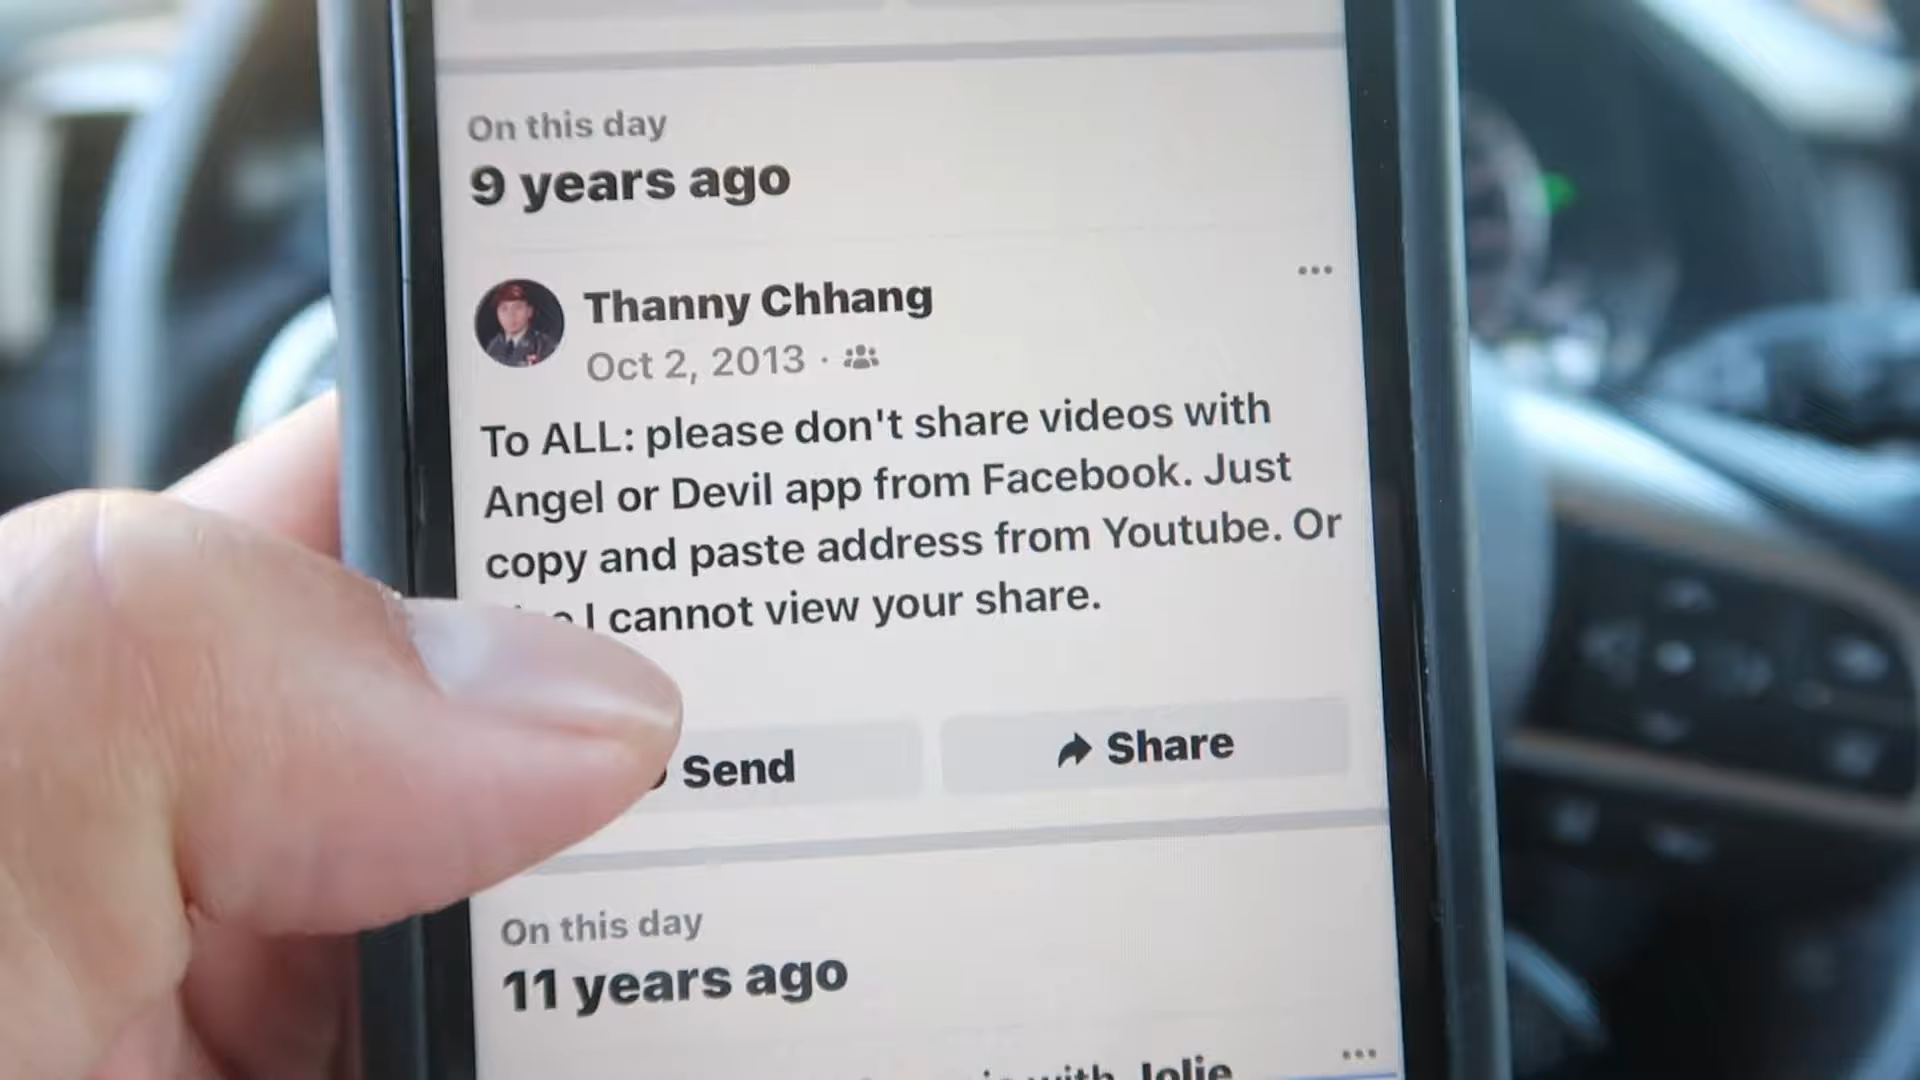 On this day
9 years ago
Thanny Chhang
Oct 2, 2013 ·
To ALL: please don't share videos with
Angel or Devil app from Facebook. Just
copy and paste address from Youtube. Or
I cannot view your share.
Send
Share
On this day
11 years ago
with Jolie